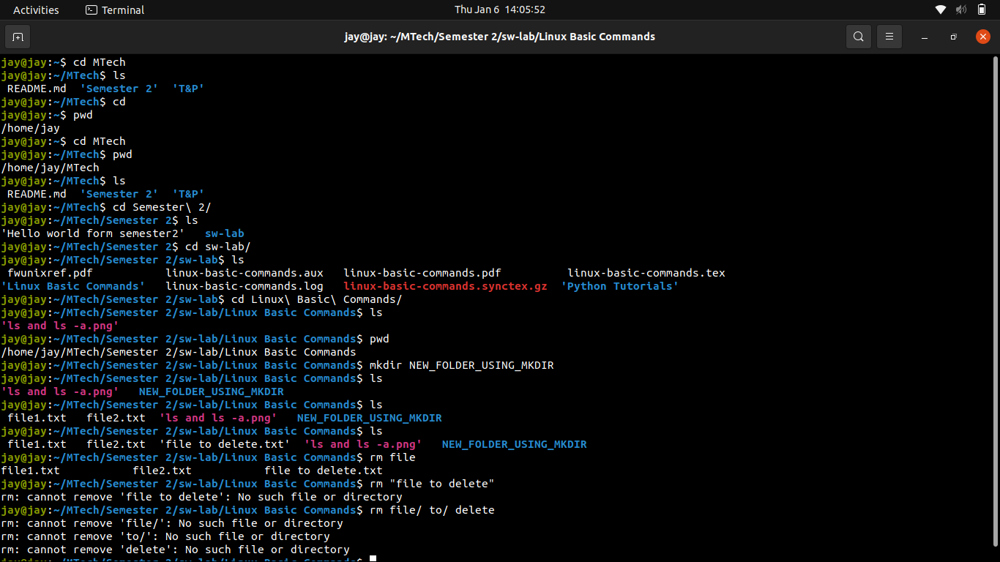 Activities Terminal Thu Jan 6 14:05:52
jay@jay: ~/MTech/Semester 2/sw-lab/Linux Basic Commands
jay@jay:~$ cd MTech
jay@jay:~/MTech$ ls
README.md 'Semester 2' 'T&P'
jay@jay:~/MTech$ cd
jay@jay:~$ pwd
/home/jay
jay@jay:~$ cd MTech
jay@jay:~/MTech$ pwd
/home/jay/MTech
jay@jay:~/MTech$ ls
README.md 'Semester 2' 'T&P'
jay@jay:~/MTech$ cd Semester\ 2/
jay@jay:~/MTech/Semester 2$ ls
'Hello world form semester2' sw-lab
jay@jay:~/MTech/Semester 2$ cd sw-lab/
jay@jay:~/MTech/Semester 2/sw-lab$ ls
fwunixref.pdf linux-basic-commands.aux linux-basic-commands.pdf linux-basic-commands.tex
'Linux Basic Commands' linux-basic-commands.log linux-basic-commands.synctex.gz 'Python Tutorials'
jay@jay:~/MTech/Semester 2/sw-lab$ cd Linux\ Basic\ Commands/
jay@jay:~/MTech/Semester 2/sw-lab/Linux Basic Commands$ ls
'ls and ls -a.png'
jay@jay:~/MTech/Semester 2/sw-lab/Linux Basic Commands$ pwd
/home/jay/MTech/Semester 2/sw-lab/Linux Basic Commands
jay@jay:~/MTech/Semester 2/sw-lab/Linux Basic Commands$ mkdir NEW_FOLDER_USING_MKDIR
jay@jay:~/MTech/Semester 2/sw-lab/Linux Basic Commands$ ls
'ls and ls -a.png' NEW_FOLDER_USING_MKDIR
jay@jay:~/MTech/Semester 2/sw-lab/Linux Basic Commands$ ls
file1.txt file2.txt 'ls and ls -a.png' NEW_FOLDER_USING_MKDIR
jay@jay:~/MTech/Semester 2/sw-lab/Linux Basic Commands$ ls
file1.txt file2.txt 'file to delete.txt' 'ls and ls -a.png' NEW_FOLDER_USING_MKDIR
jay@jay:~/MTech/Semester 2/sw-lab/Linux Basic Commands$ rm file
file1.txt file2.txt file to delete.txt
jay@jay:~/MTech/Semester 2/sw-lab/Linux Basic Commands$ rm "file to delete"
rm: cannot remove 'file to delete': No such file or directory
jay@jay:~/MTech/Semester 2/sw-lab/Linux Basic Commands$ rm file/ to/ delete
rm: cannot remove 'file/': No such file or directory
rm: cannot remove 'to/': No such file or directory
rm: cannot remove 'delete': No such file or directory
jay@jay:~/MTech/Semester 2/sw-lab/Linux Basic Commands$